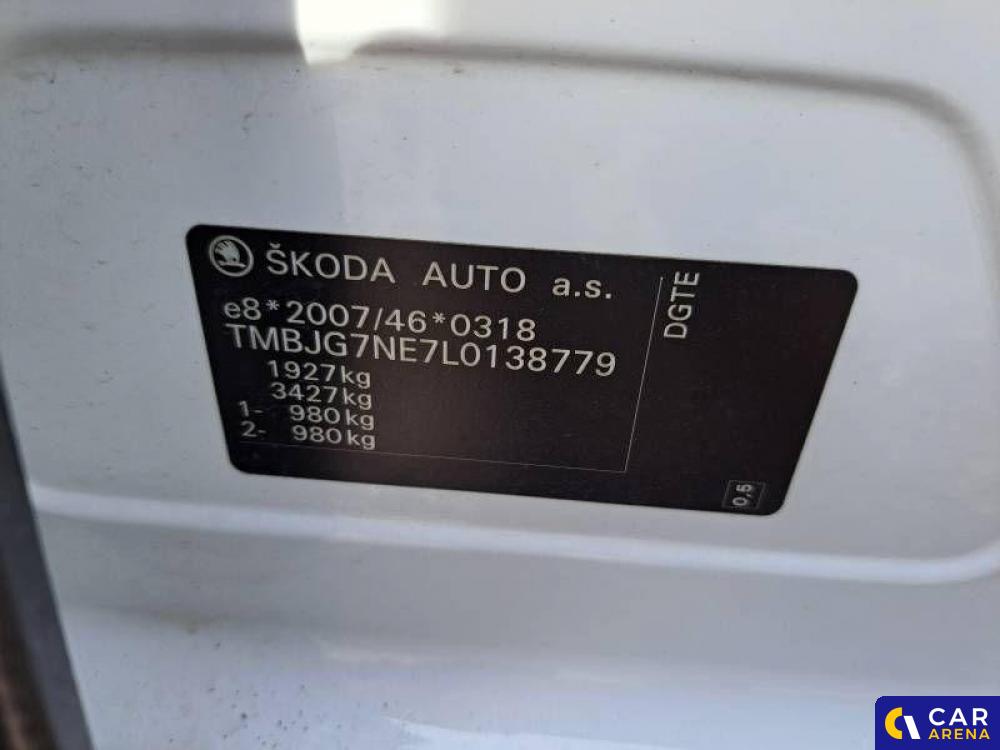 ŠKODA AUTO a.s.
e8*2007/46*0318
TMBJG7NE7L0138779
1927kg
3427kg
1- 980kg
2- 980kg
DGTE
0,5
CAR
ARENA